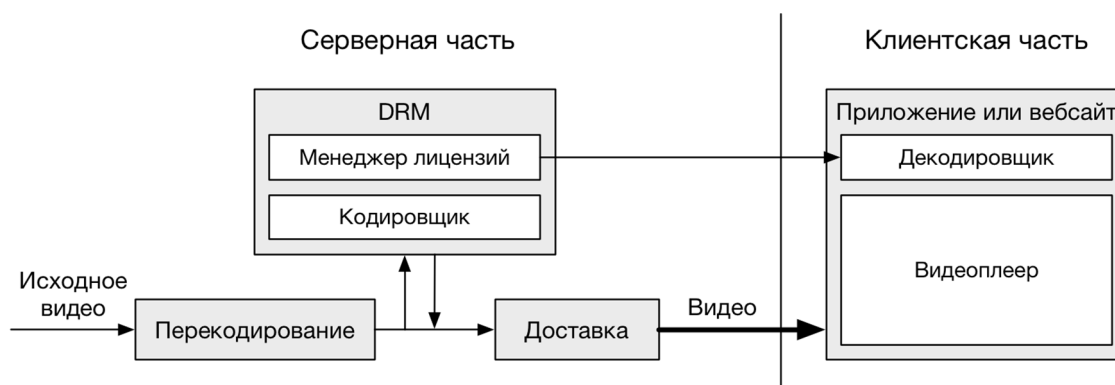 Серверная часть
Клиентская часть
DRM
Менеджер лицензий
Кодировщик
Приложение или вебсайт
Декодировщик
Видеоплеер
Исходное
видео
Перекодирование
Доставка
Видео